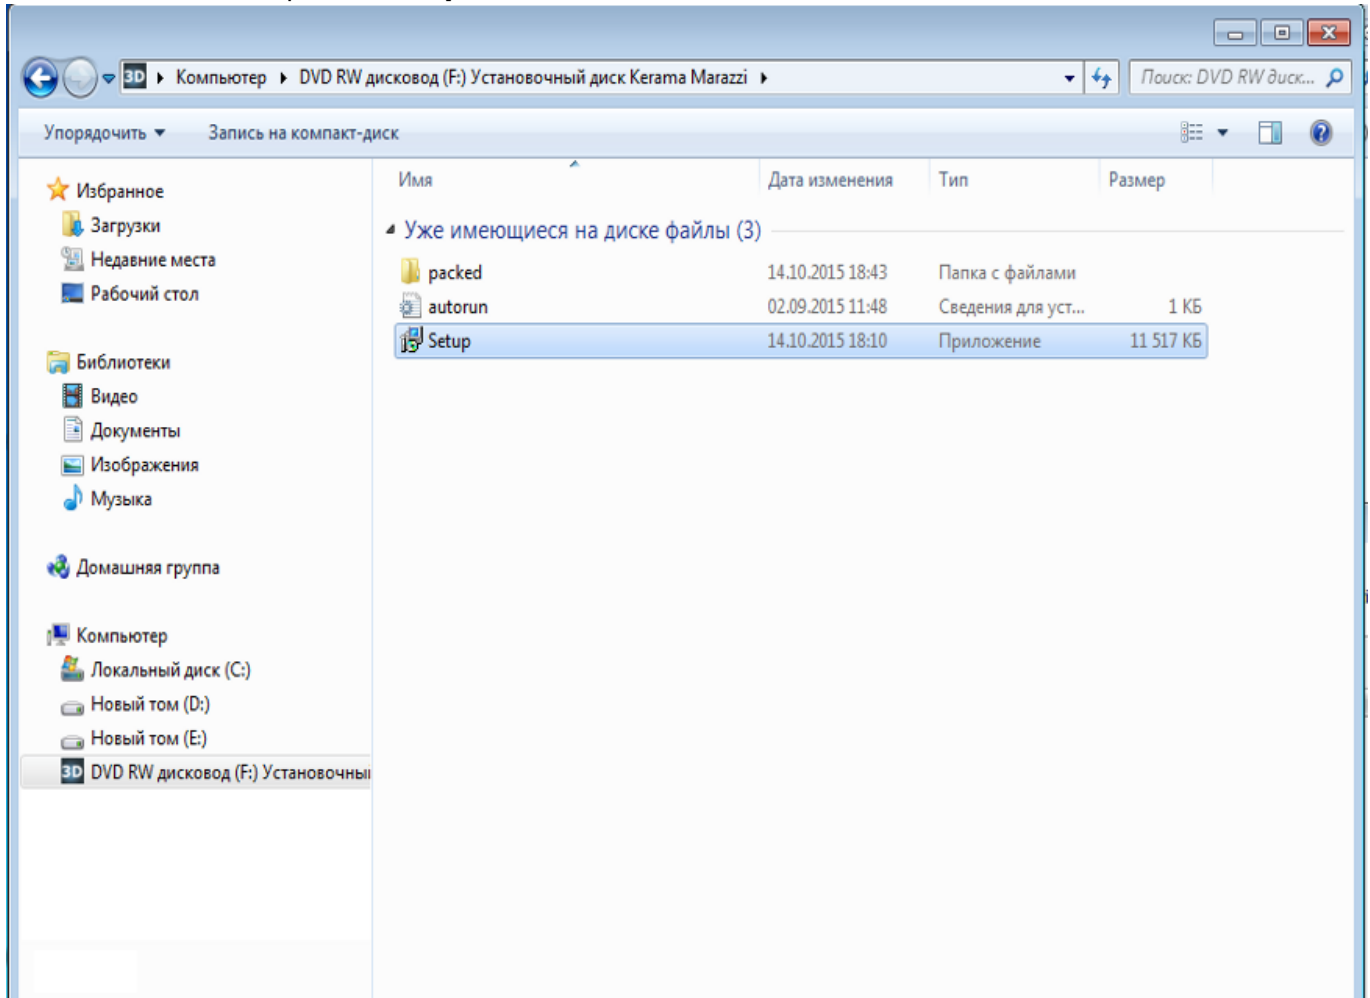 3D Компьютер DVD RW дисковод (F:) Установочный диск Kerama Marazzi
Поиск: DVD RW диск...
Упорядочить Запись на компакт-диск
Имя Дата изменения Тип Размер
Уже имеющиеся на диске файлы (3)
packed 14.10.2015 18:43 Папка с файлами
autorun 02.09.2015 11:48 Сведения для уст... 1 КБ
Setup 14.10.2015 18:10 Приложение 11 517 КБ
Избранное
Загрузки
Недавние места
Рабочий стол
Библиотеки
Видео
Документы
Изображения
Музыка
Домашняя группа
Компьютер
Локальный диск (C:)
Новый том (D:)
Новый том (E:)
3D DVD RW дисковод (F:) Установочны